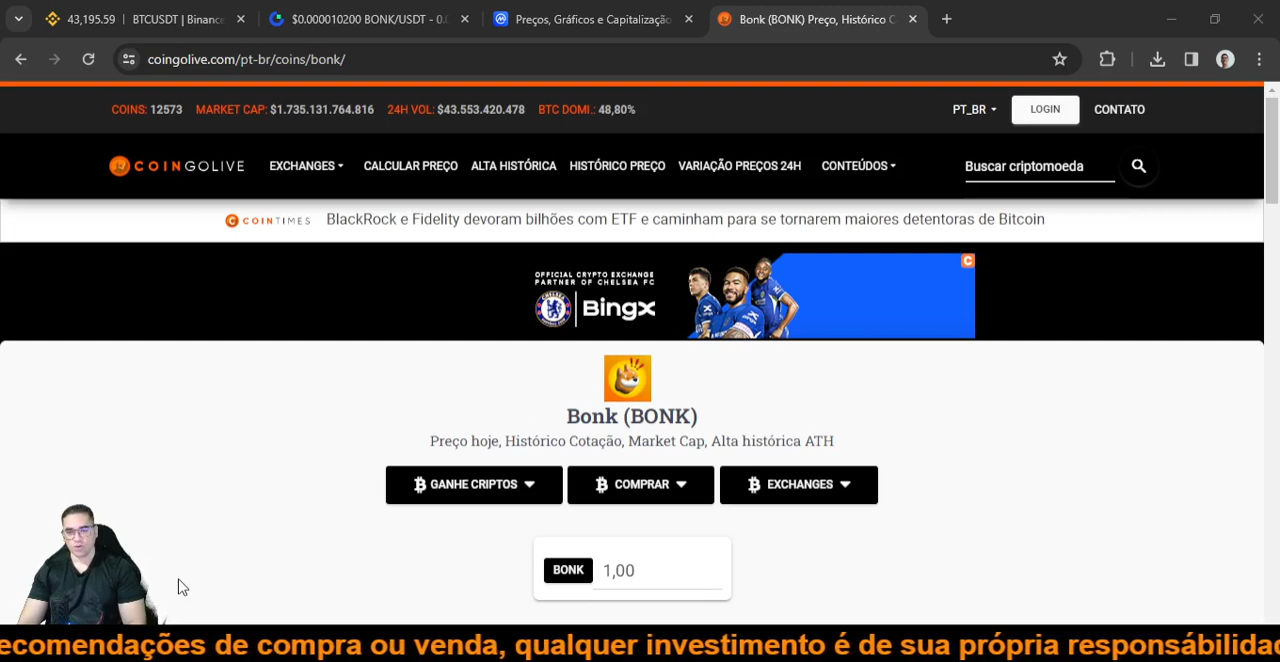 43,195.59 | BTCUSDT | Binance
$0.000010200 BONK/USDT - 0.
Preços, Gráficos e Capitalização
Bonk (BONK) Preço, Histórico C
coingolive.com/pt-br/coins/bonk/
COINS: 12573 MARKET CAP: $1.735.131.764.816 24H VOL: $43.553.420.478 BTC DOMI.: 48,80%
PT_BR LOGIN CONTATO
COINGOLIVE EXCHANGES CALCULAR PREÇO ALTA HISTÓRICA HISTÓRICO PREÇO VARIAÇÃO PREÇOS 24H CONTEÚDOS Buscar criptomoeda
COINTIMES BlackRock e Fidelity devoram bilhões com ETF e caminham para se tornarem maiores detentoras de Bitcoin
OFFICIAL CRYPTO EXCHANGE
PARTNER OF CHELSEA FC
BingX
Bonk (BONK)
Preço hoje, Histórico Cotação, Market Cap, Alta histórica ATH
GANHE CRIPTOS COMPRAR EXCHANGES
BONK 1,00
ecomendações de compra ou venda, qualquer investimento é de sua própria responsábilidad